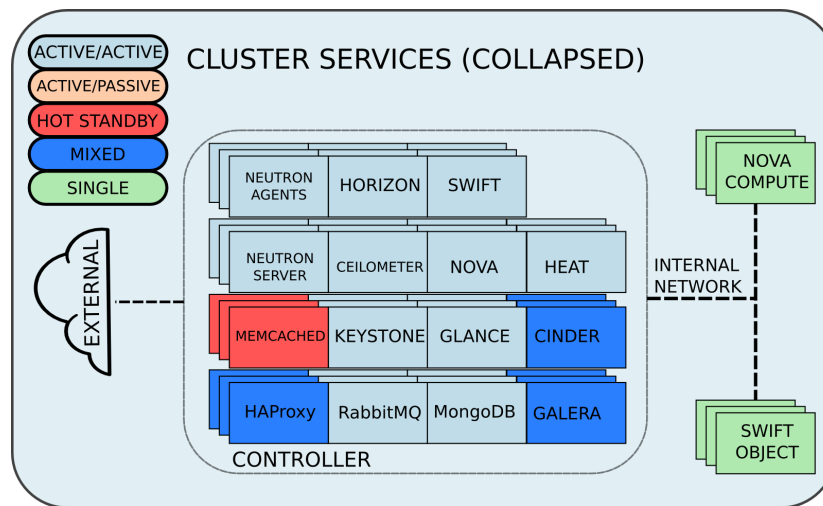 CLUSTER SERVICES (COLLAPSED)
ACTIVE/ACTIVE
ACTIVE/PASSIVE
HOT STANDBY
MIXED
SINGLE
EXTERNAL
NEUTRON
AGENTS
HORIZON
SWIFT
NEUTRON
SERVER
CEILOMETER
NOVA
HEAT
MEMCACHED
KEYSTONE
GLANCE
CINDER
HAProxy
RabbitMQ
MongoDB
GALERA
CONTROLLER
INTERNAL
NETWORK
NOVA
COMPUTE
SWIFT
OBJECT